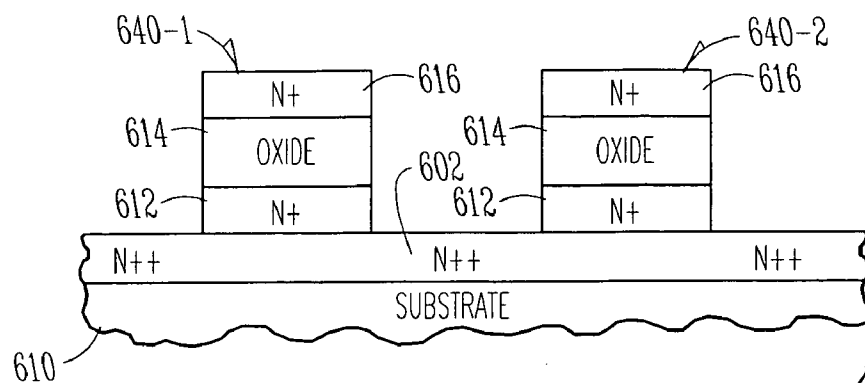 640-1 640-2
N+ 616 N+ 616
614 OXIDE 614 OXIDE
602
612 N+ 612 N+
N++ N++ N++
SUBSTRATE
610